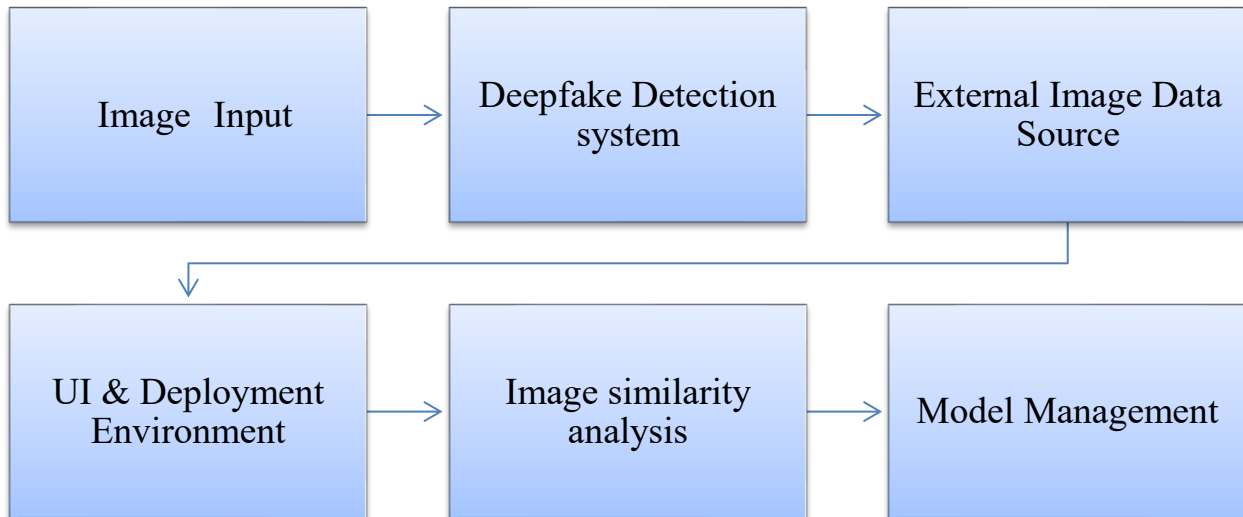 Image Input
Deepfake Detection
system
External Image Data
Source
UI & Deployment
Environment
Image similarity
analysis
Model Management